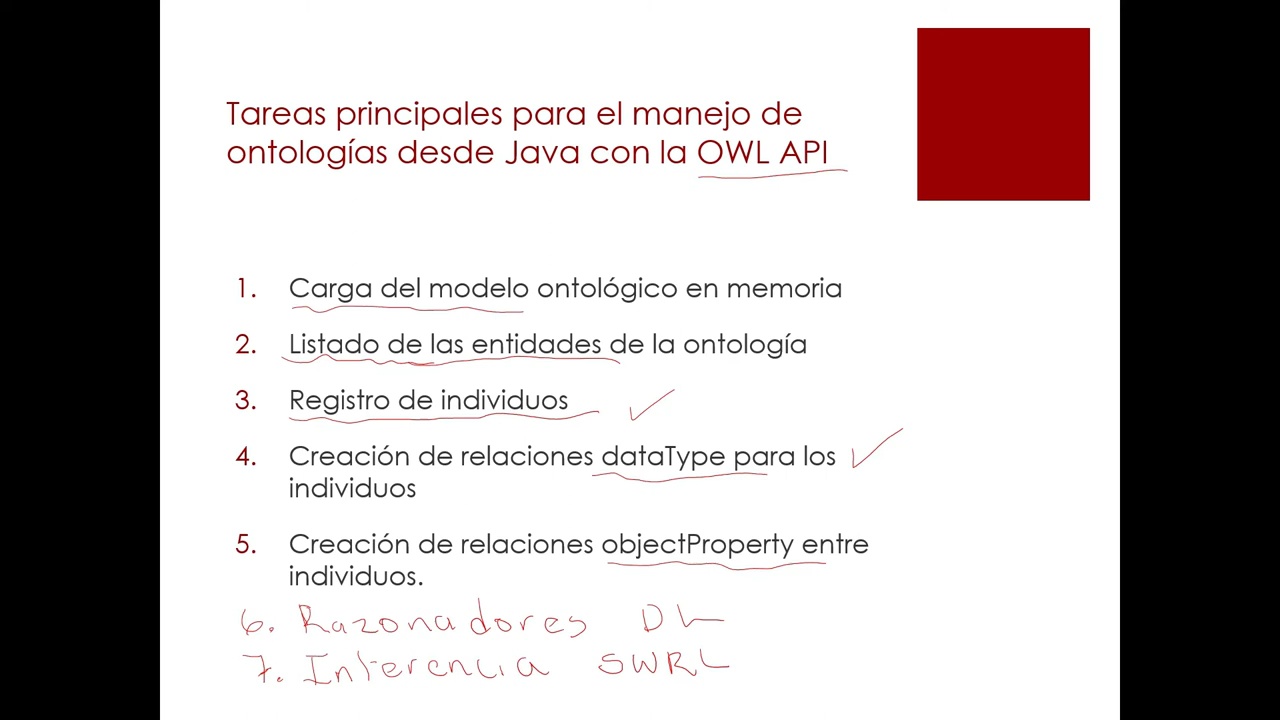 Tareas principales para el manejo de
ontologías desde Java con la OWL API
1. Carga del modelo ontológico en memoria
2. Listado de las entidades de la ontología
3. Registro de individuos
4. Creación de relaciones dataType para los
individuos
5. Creación de relaciones objectProperty entre
individuos.
6. Razonadores DL
7. Inferencia SWRL